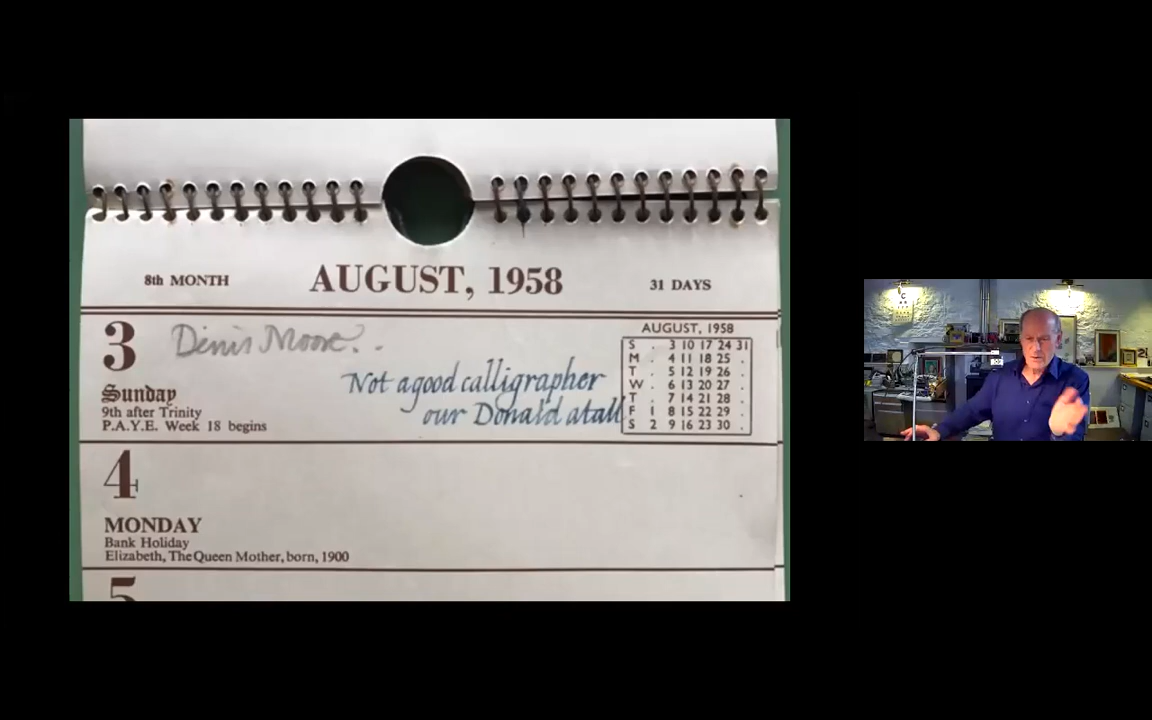 8th MONTH AUGUST, 1958 31 DAYS
3 Denis Moore..
Sunday
9th after Trinity
P.A.Y.E. Week 18 begins
Not a good calligrapher
our Donald atall
AUGUST, 1958
S . 3 10 17 24 31
M . 4 11 18 25 .
T . 5 12 19 26 .
W . 6 13 20 27 .
T . 7 14 21 28 .
F 1 8 15 22 29 .
S 2 9 16 23 30 .
4
MONDAY
Bank Holiday
Elizabeth, The Queen Mother, born, 1900
5